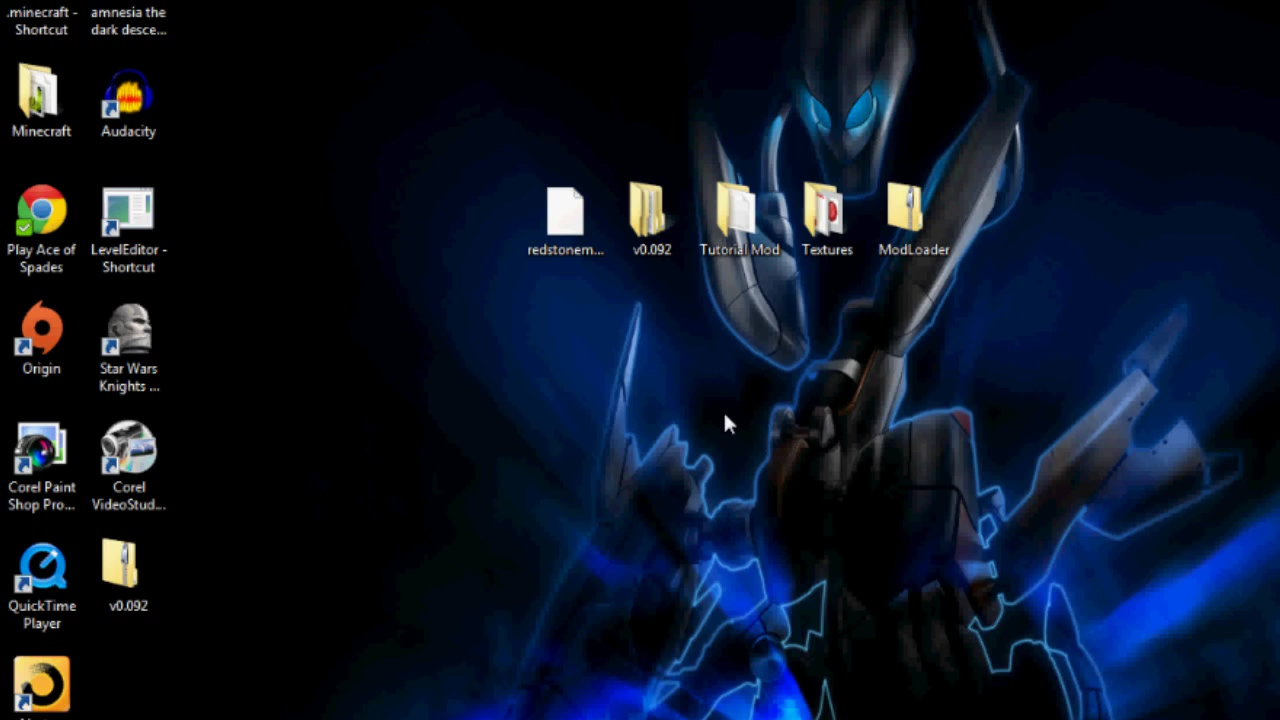 .minecraft -
Shortcut
amnesia the
dark desce...
Minecraft
Audacity
redstonem...
v0.092
Tutorial Mod
Textures
ModLoader
Play Ace of
Spades
LevelEditor -
Shortcut
Origin
Star Wars
Knights ...
Corel Paint
Shop Pro...
Corel
VideoStud...
QuickTime
Player
v0.092